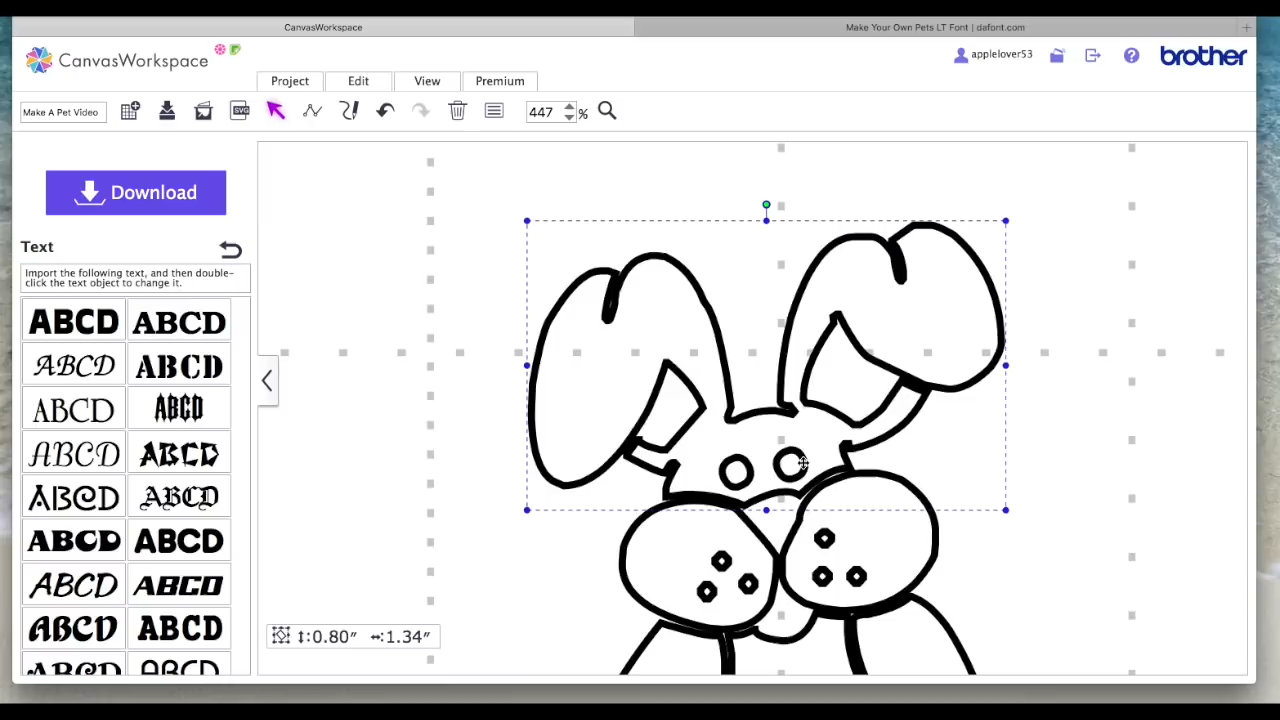 CanvasWorkspace
Make Your Own Pets LT Font | dafont.com
CanvasWorkspace
applelover53
brother
Project
Edit
View
Premium
Make A Pet Video
SVG
447 %
Download
Text
Import the following text, and then double-
click the text object to change it.
ABCD ABCD
ABCD ABCD
ABCD ABCD
ABCD ABCD
ABCD ABCD
ABCD ABCD
ABCD ABCD
ABCD ABCD
ABCD ABCD
↕:0.80” ↔:1.34”